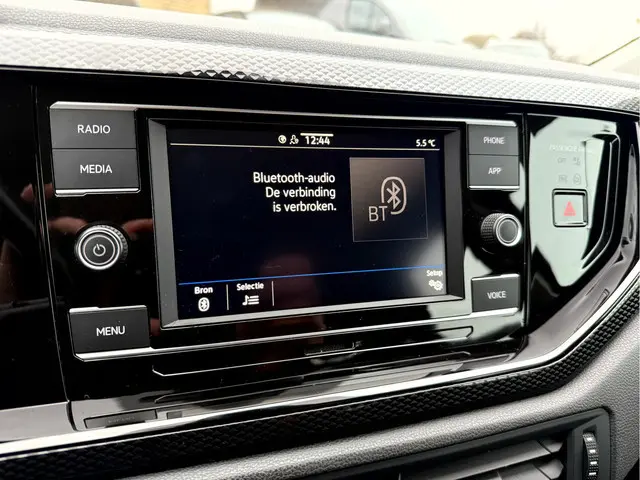 RADIO
MEDIA
MENU
12:44
5.5 °C
Bluetooth-audio
De verbinding
is verbroken.
BT
Bron
Selectie
Setup
PHONE
APP
VOICE